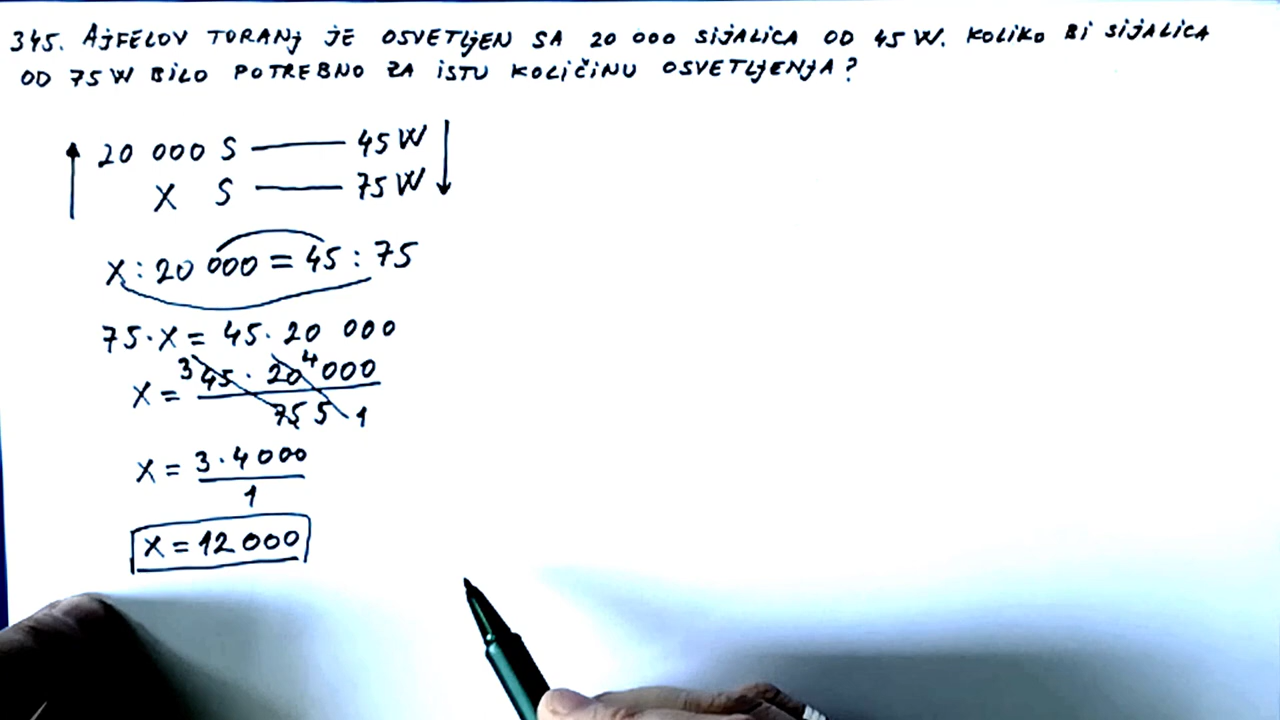 345. AJFELOV TORANJ JE OSVETLJEN SA 20 000 SIJALICA OD 45 W. KOLIKO BI SIJALICA
OD 75 W BILO POTREBNO ZA ISTU KOLIČINU OSVETLJENJA?
20 000 S — 45 W
X S — 75 W
X : 20 000 = 45 : 75
75 · X = 45 · 20 000
X = 3 45 · 20 4 000 / 75 5 1
X = 3 · 4 000 / 1
X = 12 000